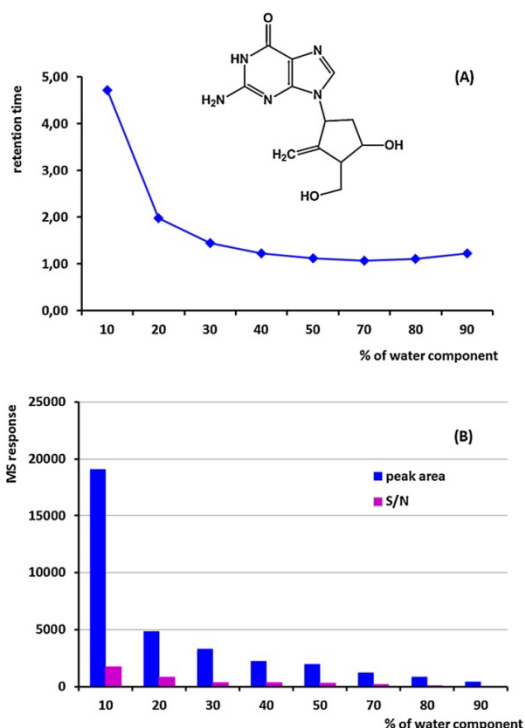 (A)
O
HN
N
H₂N
N
N
H₂C
OH
HO
retention time
5,00
4,00
3,00
2,00
1,00
0,00
10 20 30 40 50 70 80 90
% of water component
(B)
MS response
25000
20000
15000
10000
5000
0
peak area
S/N
10 20 30 40 50 70 80 90
% of water component